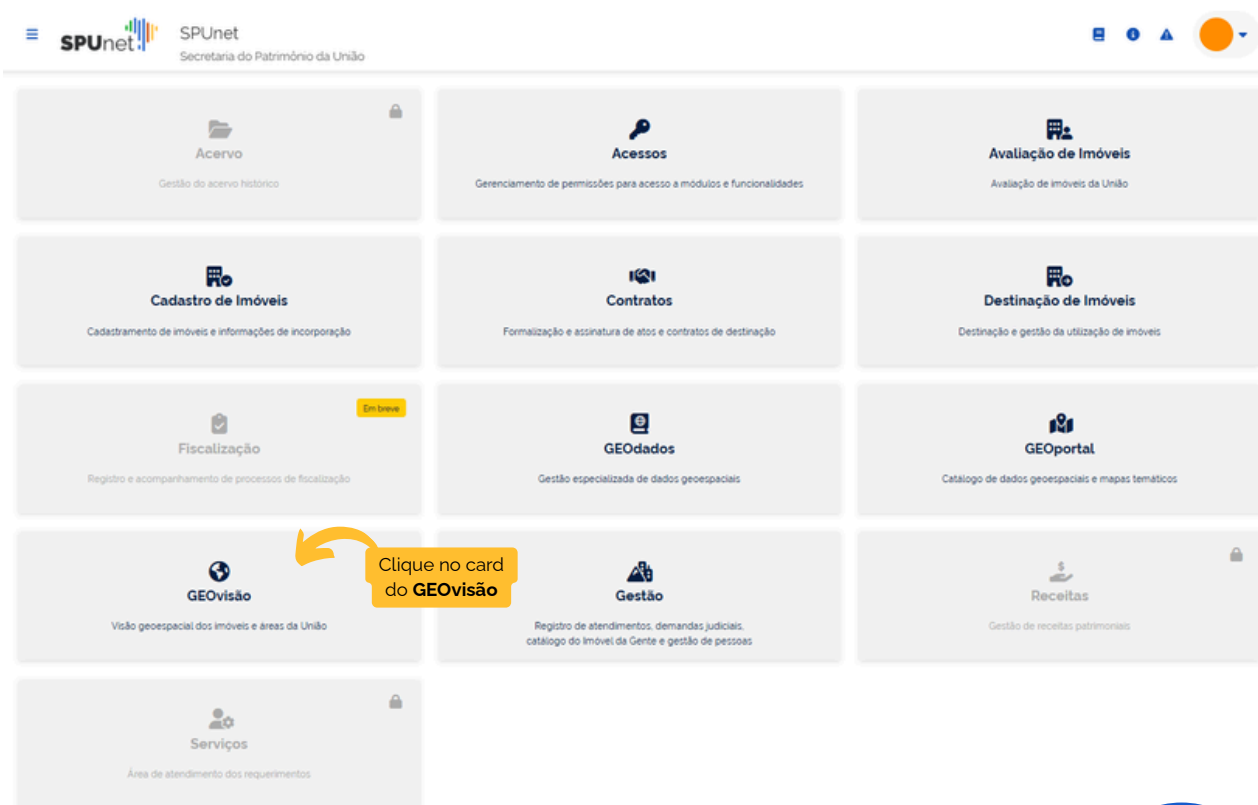 SPUnet
SPUnet
Secretaria do Patrimônio da União
Acervo
Gestão do acervo histórico
Acessos
Gerenciamento de permissões para acesso a módulos e funcionalidades
Avaliação de Imóveis
Avaliação de imóveis da União
Cadastro de Imóveis
Cadastramento de imóveis e informações de incorporação
Contratos
Formalização e assinatura de atos e contratos de destinação
Destinação de Imóveis
Destinação e gestão da utilização de imóveis
Em breve
Fiscalização
Registro e acompanhamento de processos de fiscalização
GEOdados
Gestão especializada de dados geoespaciais
GEOportal
Catálogo de dados geoespaciais e mapas temáticos
GEOvisão
Visão geoespacial dos imóveis e áreas da União
Clique no card
do GEOvisão
Gestão
Registro de atendimentos, demandas judiciais,
catálogo do Imóvel da Gente e gestão de pessoas
Receitas
Gestão de receitas patrimoniais
Serviços
Área de atendimento dos requerimentos